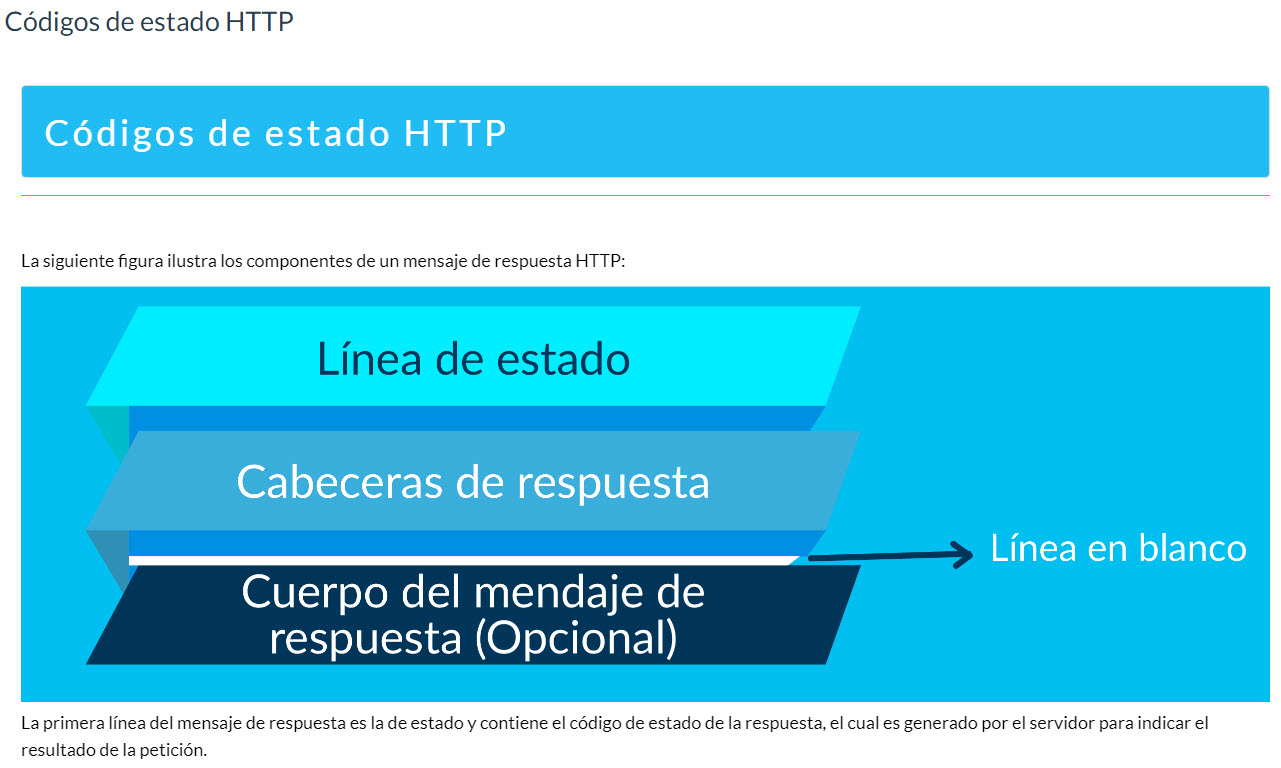 Códigos de estado HTTP
Códigos de estado HTTP
La siguiente figura ilustra los componentes de un mensaje de respuesta HTTP:
Línea de estado
Cabeceras de respuesta
Línea en blanco
Cuerpo del mendaje de
respuesta (Opcional)
La primera línea del mensaje de respuesta es la de estado y contiene el código de estado de la respuesta, el cual es generado por el servidor para indicar el
resultado de la petición.